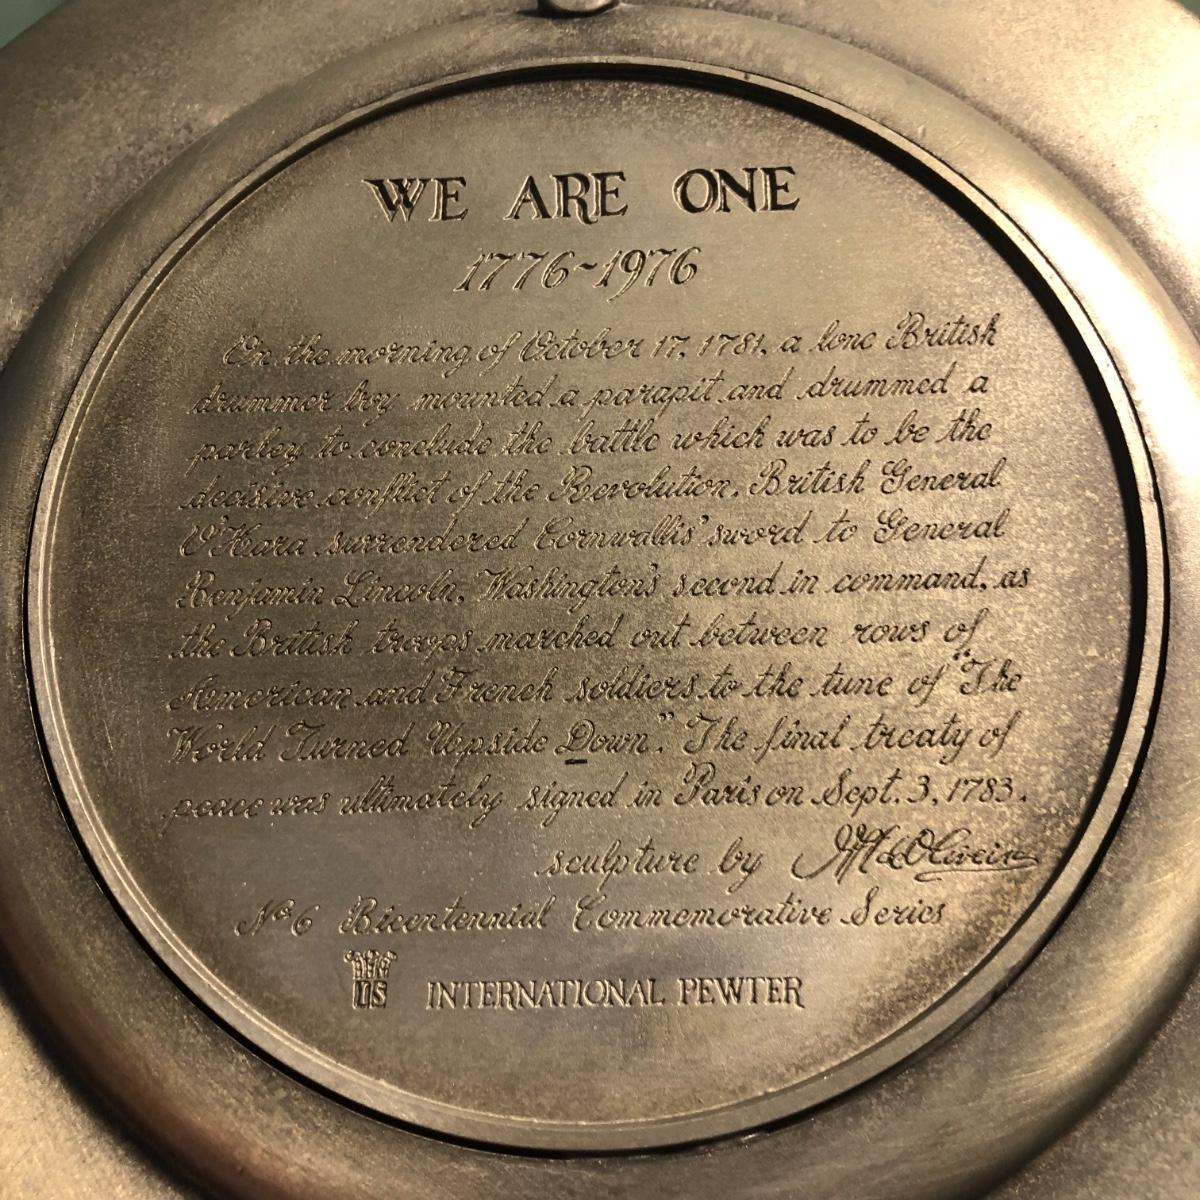 WE ARE ONE
1776~1976
On the morning of October 17, 1781, a lone British
drummer boy mounted a parapit and drummed a
parley to conclude the battle which was to be the
decisive conflict of the Revolution. British General
O'Hara surrendered Cornwallis' sword to General
Benjamin Lincoln, Washington's second in command, as
the British troops marched out between rows of
American and French soldiers to the tune of "The
World Turned Upside Down." The final treaty of
peace was ultimately signed in Paris on Sept. 3, 1783.
sculpture by
No. 6 Bicentennial Commemorative Series
IS INTERNATIONAL PEWTER